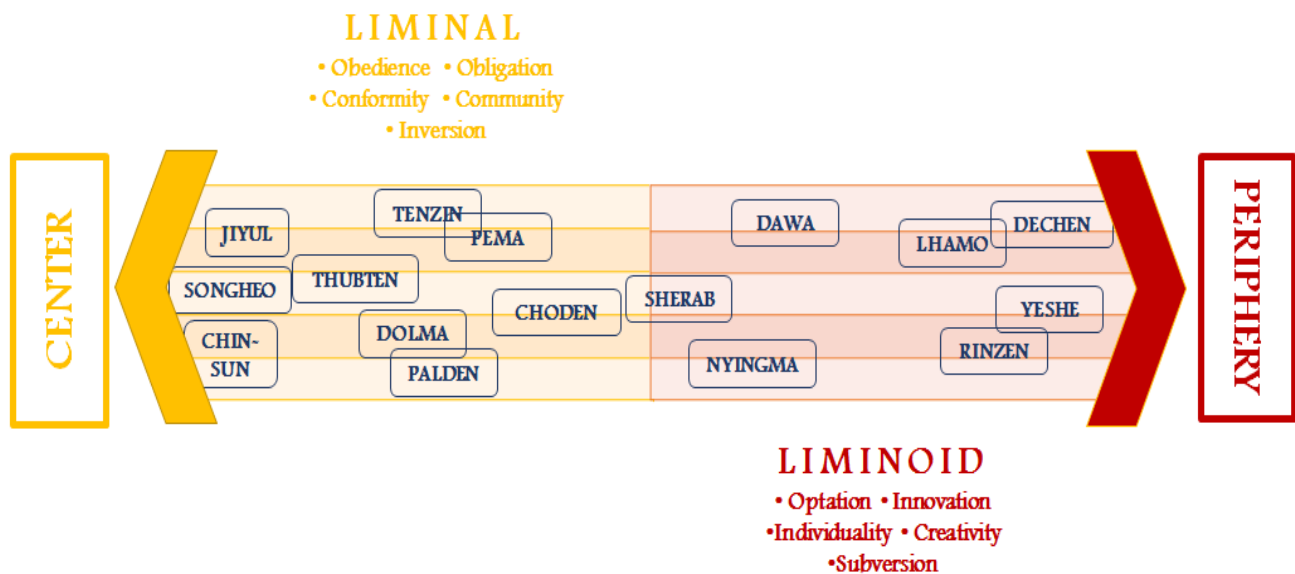 LIMINAL
• Obedience • Obligation
• Conformity • Community
• Inversion
CENTER
JIYUL
TENZIN
PEMA
SONGHEO
THUBTEN
CHODEN
CHIN-
SUN
DOLMA
PALDEN
SHERAB
NYINGMA
DAWA
LHAMO
DECHEN
YESHE
RINZEN
PERIPHERY
LIMINOID
• Optation • Innovation
•Individuality • Creativity
•Subversion